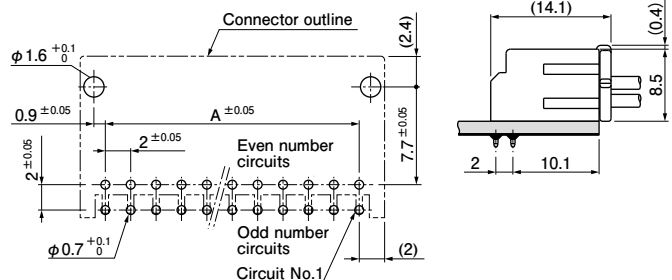 Connector outline
(2.4)
φ1.6 +0.1 0
0.9 ±0.05
A ±0.05
2 ±0.05
7.7 ±0.05
2 ±0.05
Even number
circuits
Odd number
circuits
φ0.7 +0.1 0
(2)
Circuit No.1
(14.1)
(0.4)
8.5
2
10.1